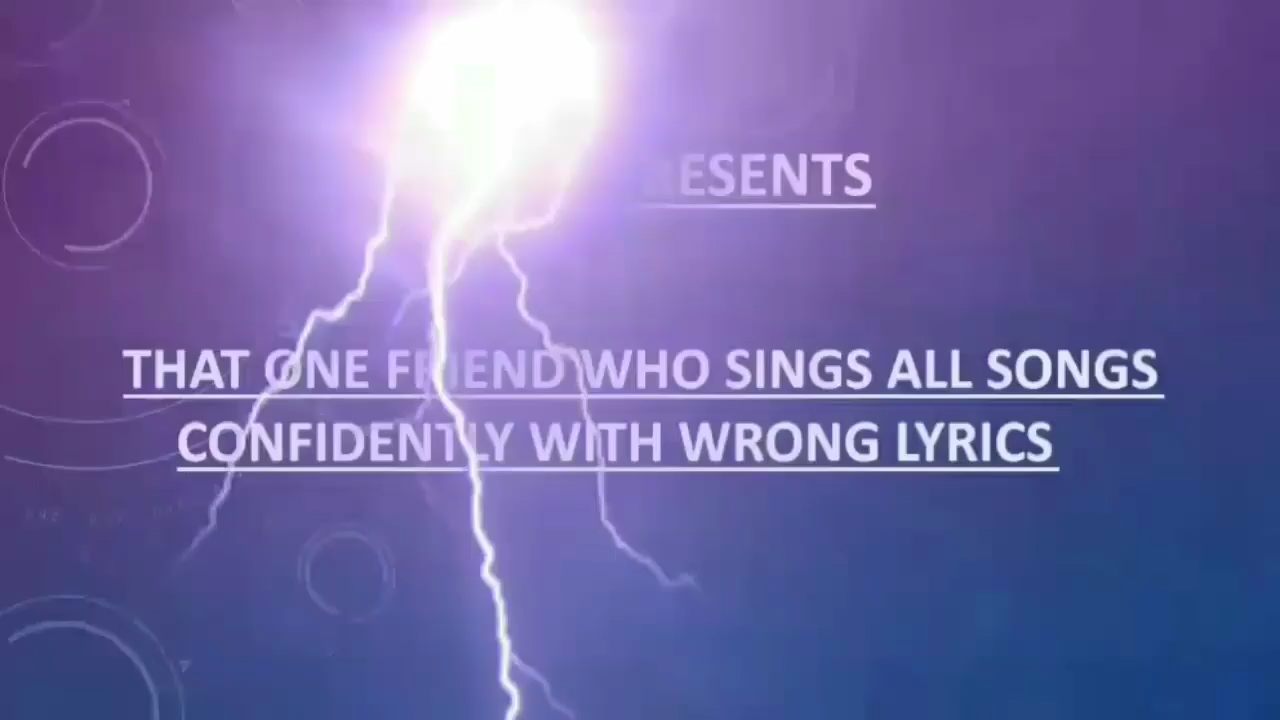 THAT ONE FRIEND WHO SINGS ALL SONGS
CONFIDENTLY WITH WRONG LYRICS